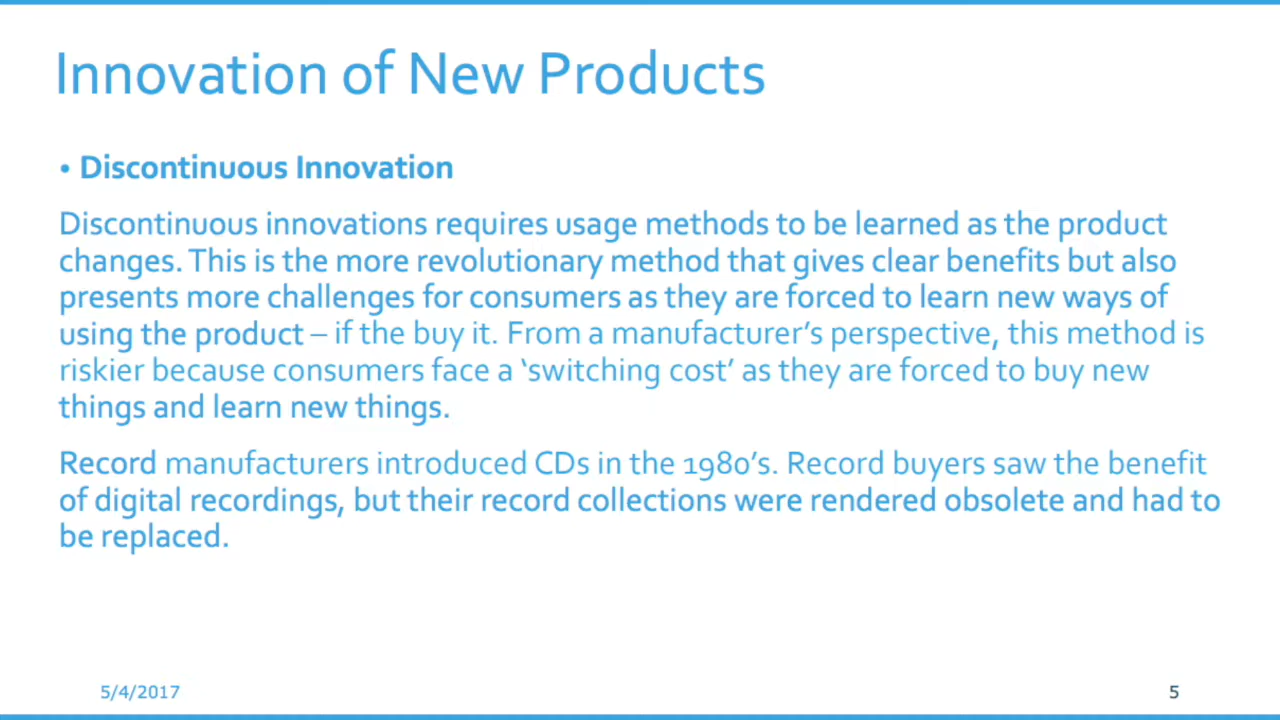 Innovation of New Products
• Discontinuous Innovation
Discontinuous innovations requires usage methods to be learned as the product
changes. This is the more revolutionary method that gives clear benefits but also
presents more challenges for consumers as they are forced to learn new ways of
using the product – if the buy it. From a manufacturer’s perspective, this method is
riskier because consumers face a ‘switching cost’ as they are forced to buy new
things and learn new things.
Record manufacturers introduced CDs in the 1980’s. Record buyers saw the benefit
of digital recordings, but their record collections were rendered obsolete and had to
be replaced.
5/4/2017
5